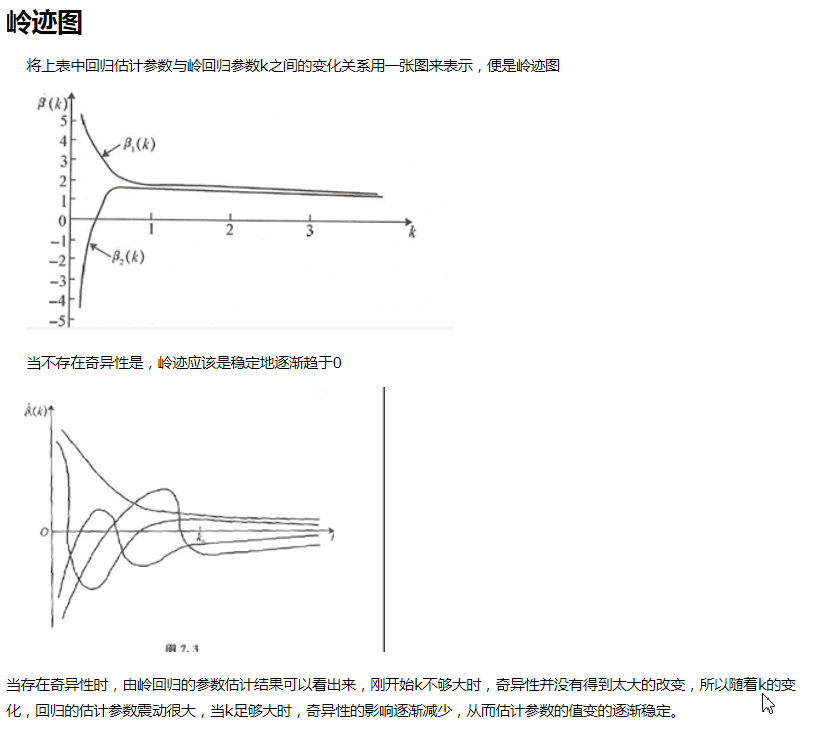 岭迹图
将上表中回归估计参数与岭回归参数k之间的变化关系用一张图来表示，便是岭迹图
β(k)
5
4
β₁(k)
3
2
1
0
1
2
3
k
-1
-2
β₂(k)
-3
-4
-5
当不存在奇异性是，岭迹应该是稳定地逐渐趋于0
β(k)
0
k
图 7.3
当存在奇异性时，由岭回归的参数估计结果可以看出来，刚开始k不够大时，奇异性并没有得到太大的改变，所以随着k的变
化，回归的估计参数震动很大，当k足够大时，奇异性的影响逐渐减少，从而估计参数的值变的逐渐稳定。